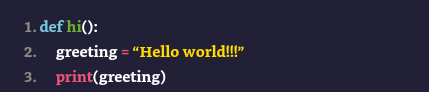 1. def hi():
2.     greeting = “Hello world!!!”
3.     print(greeting)